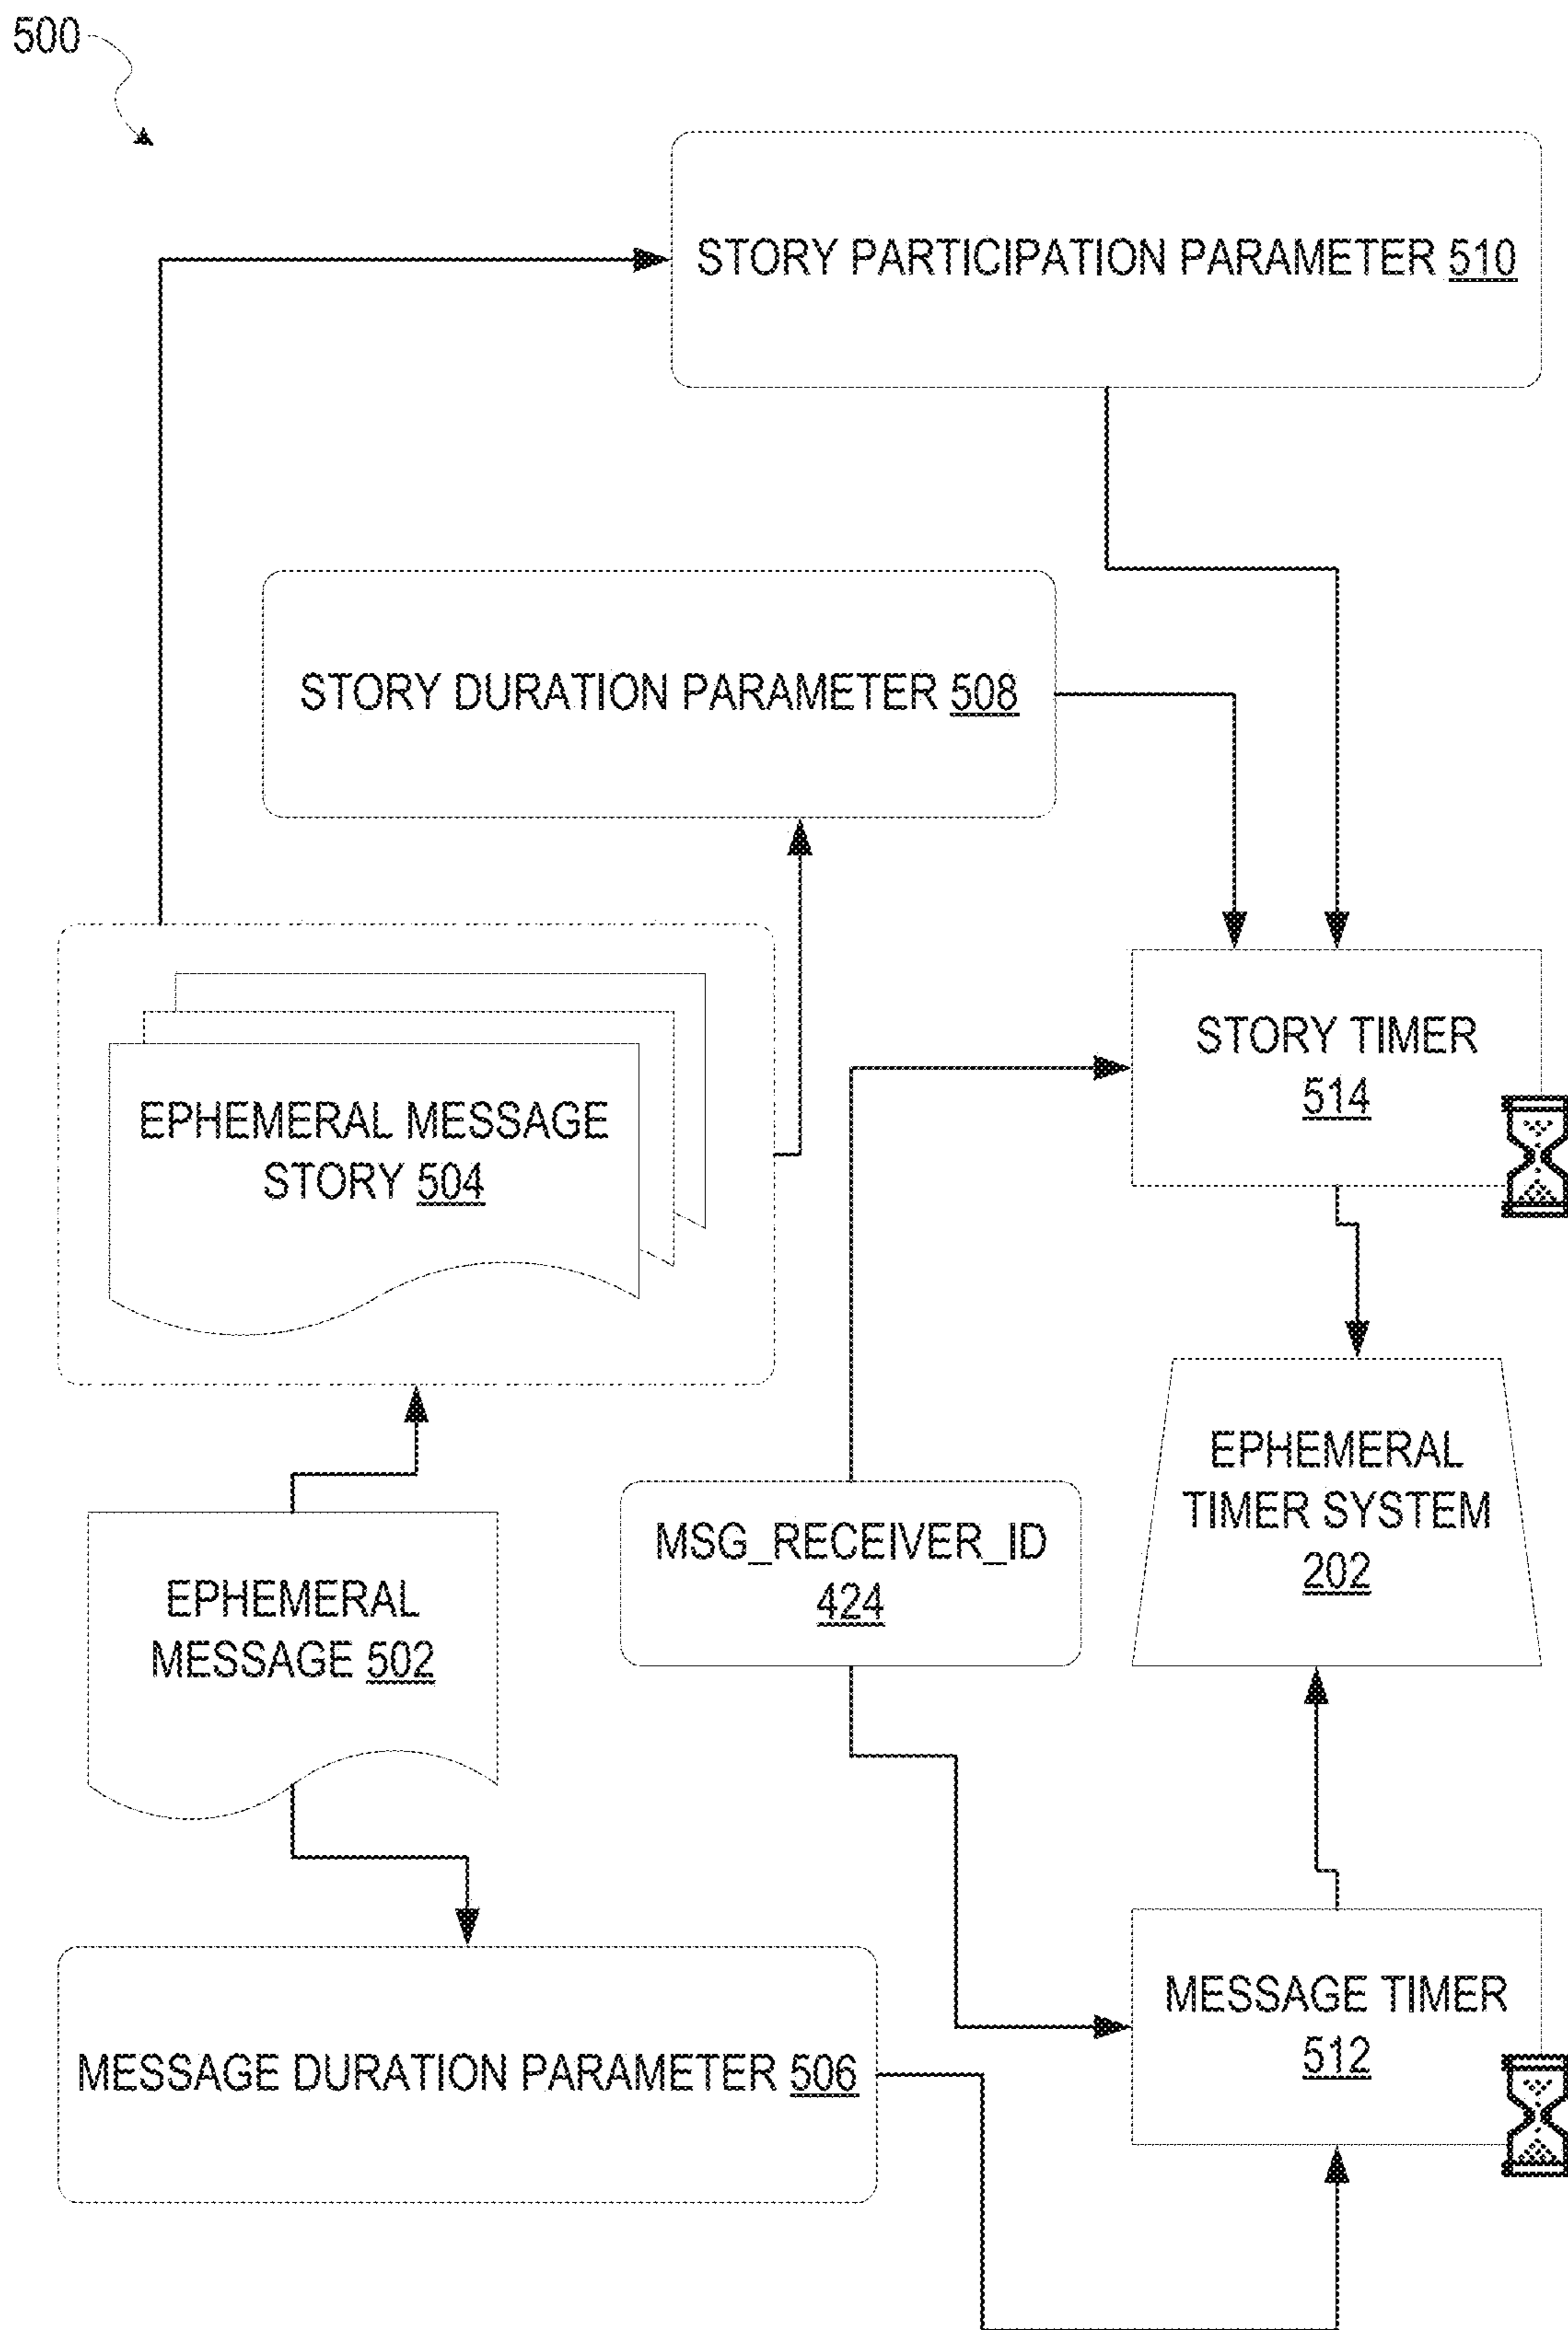 500
STORY PARTICIPATION PARAMETER 510
STORY DURATION PARAMETER 508
EPHEMERAL MESSAGE
STORY 504
STORY TIMER
514
EPHEMERAL
TIMER SYSTEM
202
MSG_RECEIVER_ID
424
EPHEMERAL
MESSAGE 502
MESSAGE TIMER
512
MESSAGE DURATION PARAMETER 506